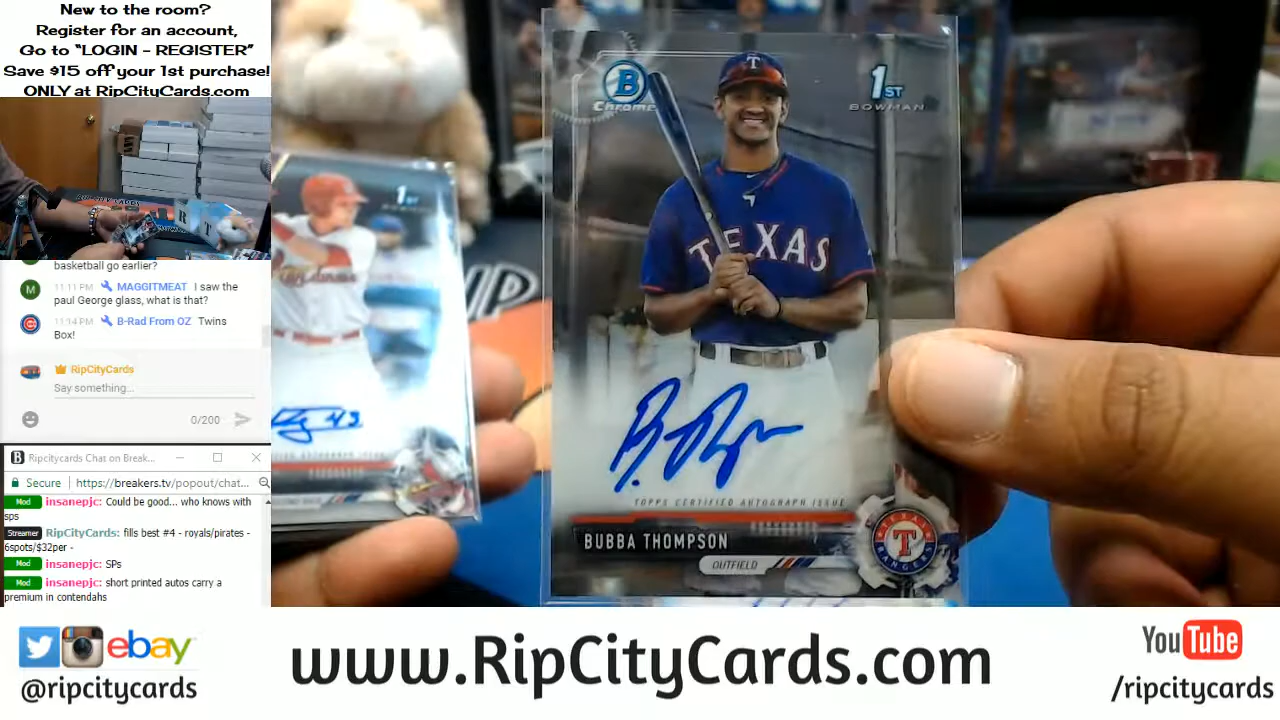 New to the room?
Register for an account,
Go to “LOGIN - REGISTER”
Save $15 off your 1st purchase!
ONLY at RipCityCards.com
basketball go earlier?
M
11:11 PM MAGGITMEAT I saw the
paul George glass, what is that?
11:14 PM B-Rad From OZ Twins
Box!
RipCityCards
Say something...
0/200
B Ripcitycards Chat on Break...
Secure https://breakers.tv/popout/chat...
Mod insanepjc: Could be good... who knows with
sps
Streamer RipCityCards: fills best #4 - royals/pirates -
6spots/$32per -
Mod insanepjc: SPs
Mod insanepjc: short printed autos carry a
premium in contendahs
1ST
43
B
Chrome
1ST
BOWMAN
T
TEXAS
TOPPS CERTIFIED AUTOGRAPH ISSUE
BUBBA THOMPSON
OUTFIELD
TEXAS
T
RANGERS
ebay
@ripcitycards
www.RipCityCards.com
YouTube
/ripcitycards